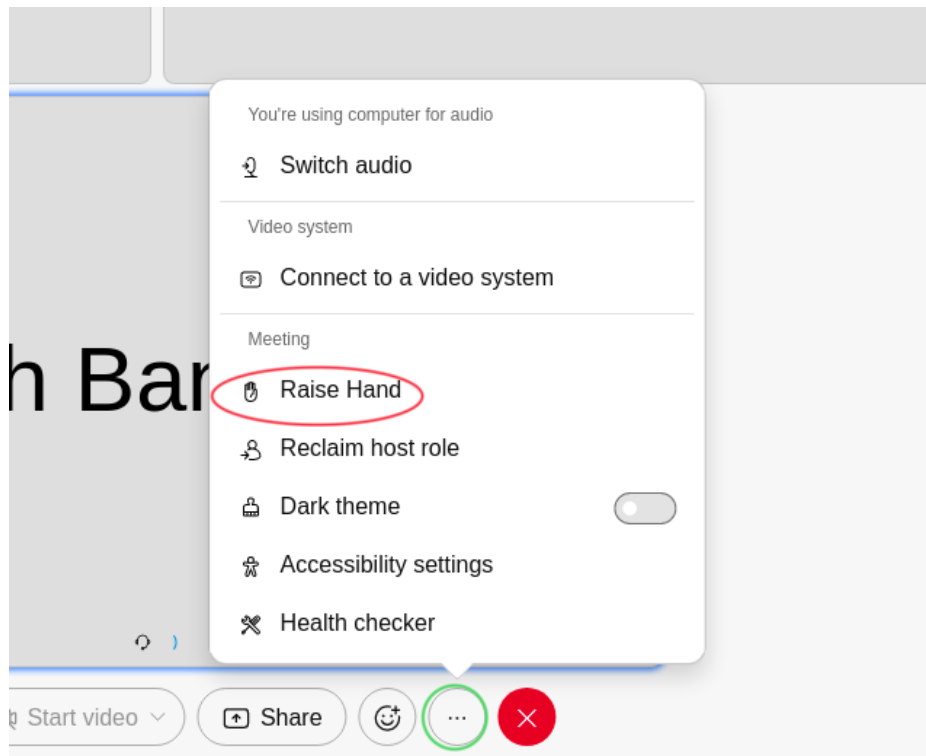 You're using computer for audio
Switch audio
Video system
Connect to a video system
Meeting
h Bar
Raise Hand
Reclaim host role
Dark theme
Accessibility settings
Health checker
Start video
Share